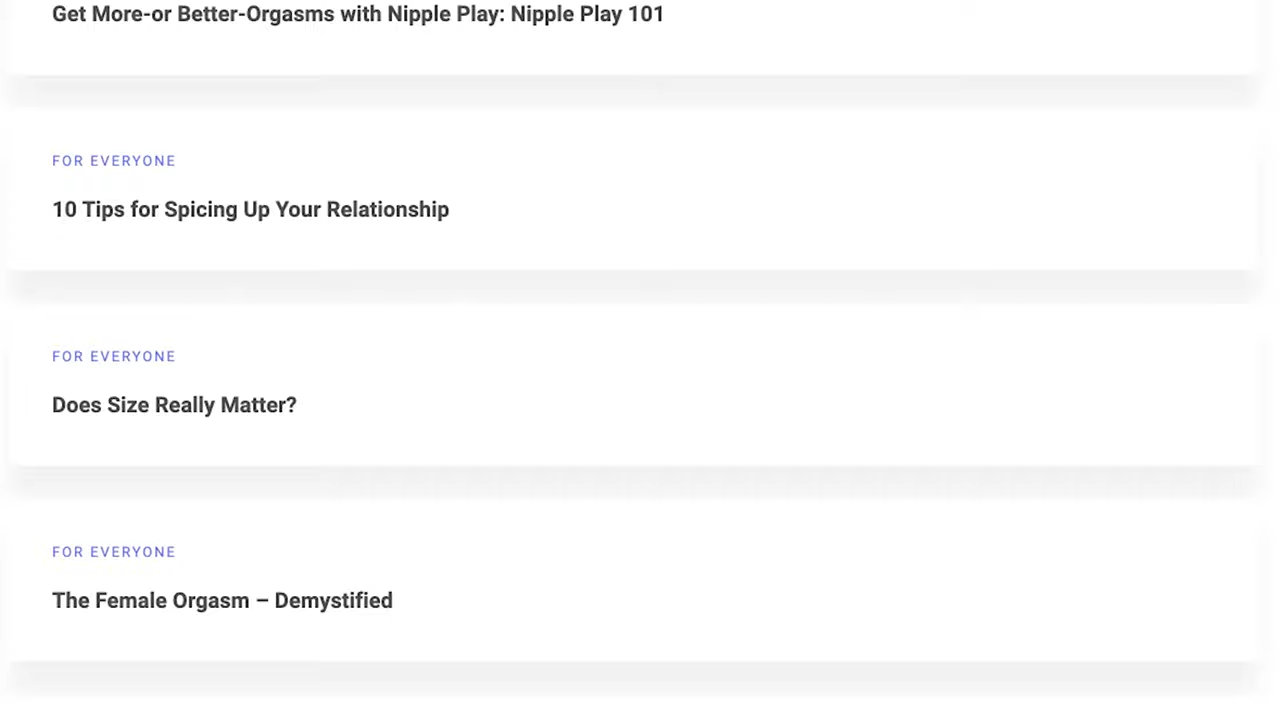 Get More-or Better-Orgasms with Nipple Play: Nipple Play 101
FOR EVERYONE
10 Tips for Spicing Up Your Relationship
FOR EVERYONE
Does Size Really Matter?
FOR EVERYONE
The Female Orgasm – Demystified